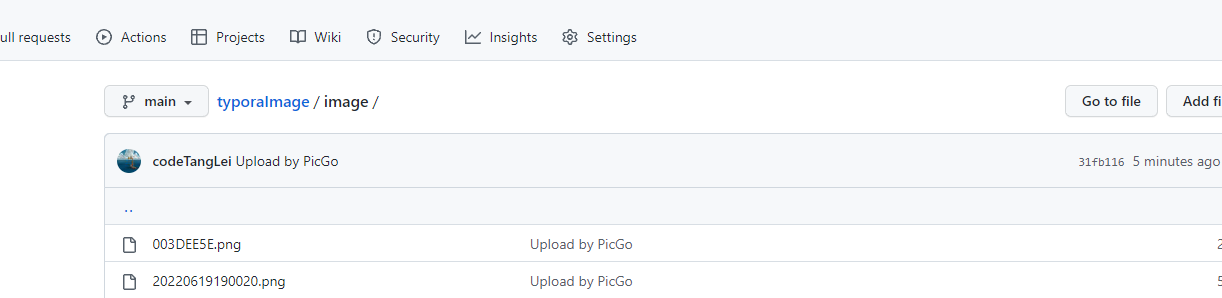 ull requests Actions Projects Wiki Security Insights Settings
main typoraImage / image / Go to file Add fi
codeTangLei Upload by PicGo 31fb116 5 minutes ago
..
003DEE5E.png Upload by PicGo 2
20220619190020.png Upload by PicGo 5